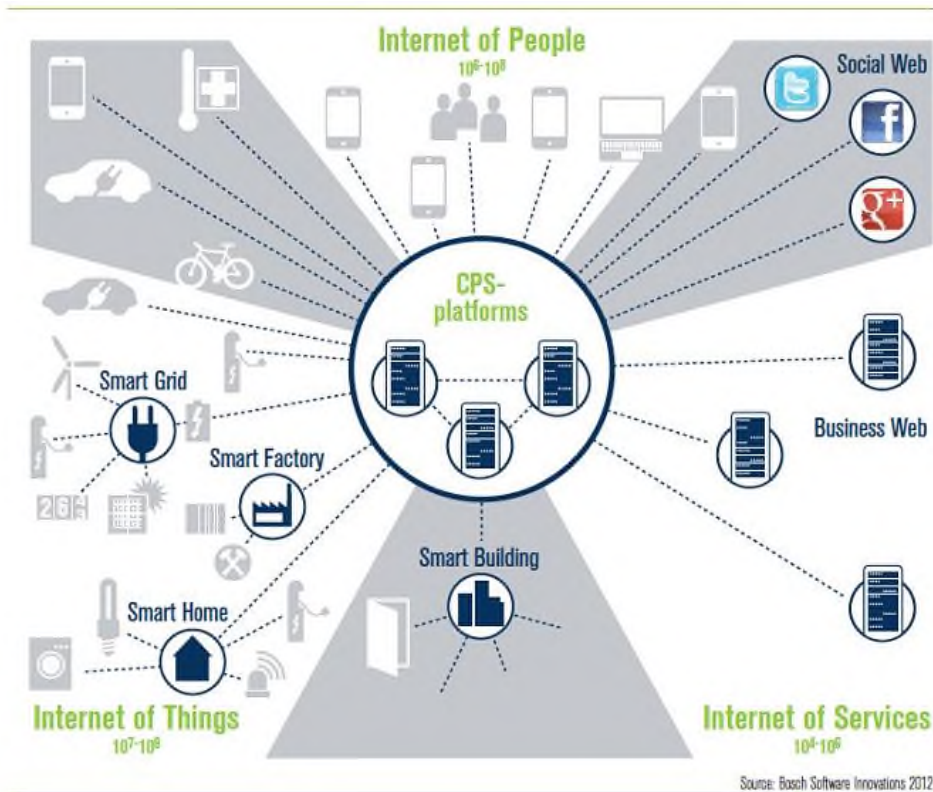 Internet of People
10⁶-10⁸
Social Web
f
g+
CPS-
platforms
Smart Grid
Business Web
Smart Factory
Smart Building
Smart Home
Internet of Things
10⁷-10⁹
Internet of Services
10⁴-10⁶
Source: Bosch Software Innovations 2012